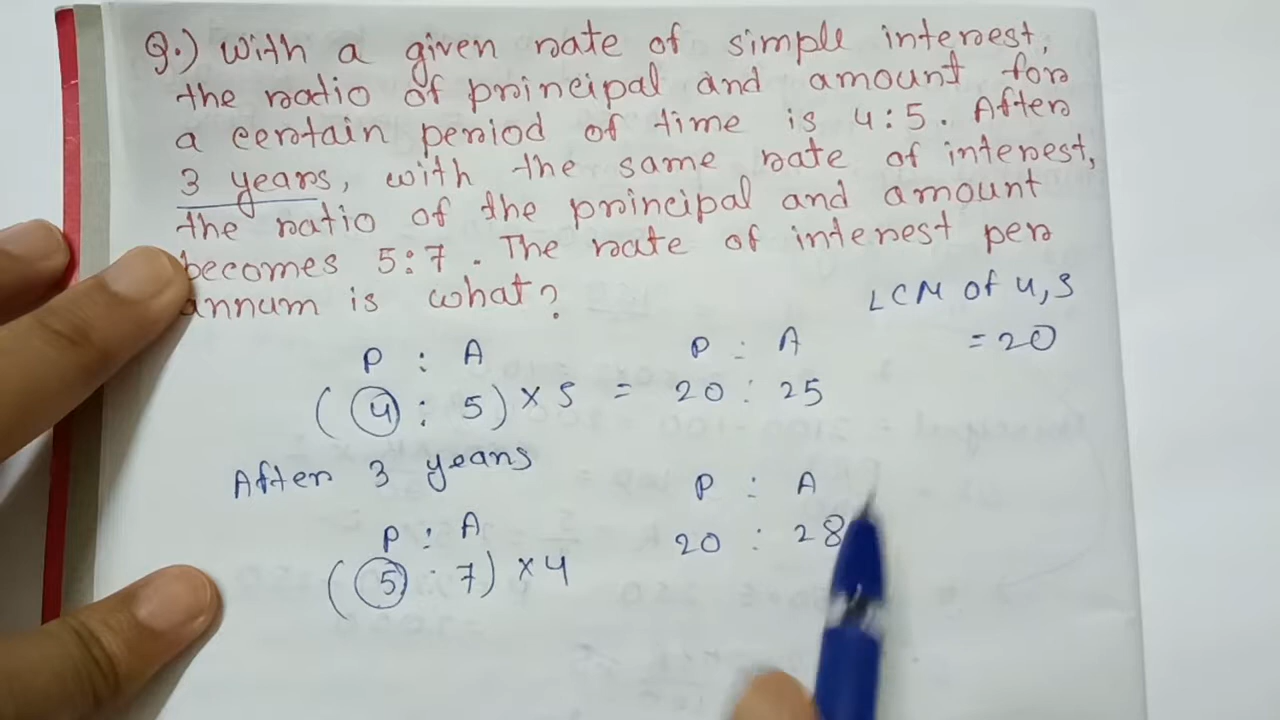 Q.) With a given rate of simple interest,
the ratio of principal and amount for
a certain period of time is 4:5. After
3 years, with the same rate of interest,
the ratio of the principal and amount
becomes 5:7. The rate of interest per
annum is what?
LCM of 4,5
= 20
P : A
(4 : 5) × 5 = 20 : 25
P : A
After 3 years
P : A
(5 : 7) × 4
P : A
20 : 28